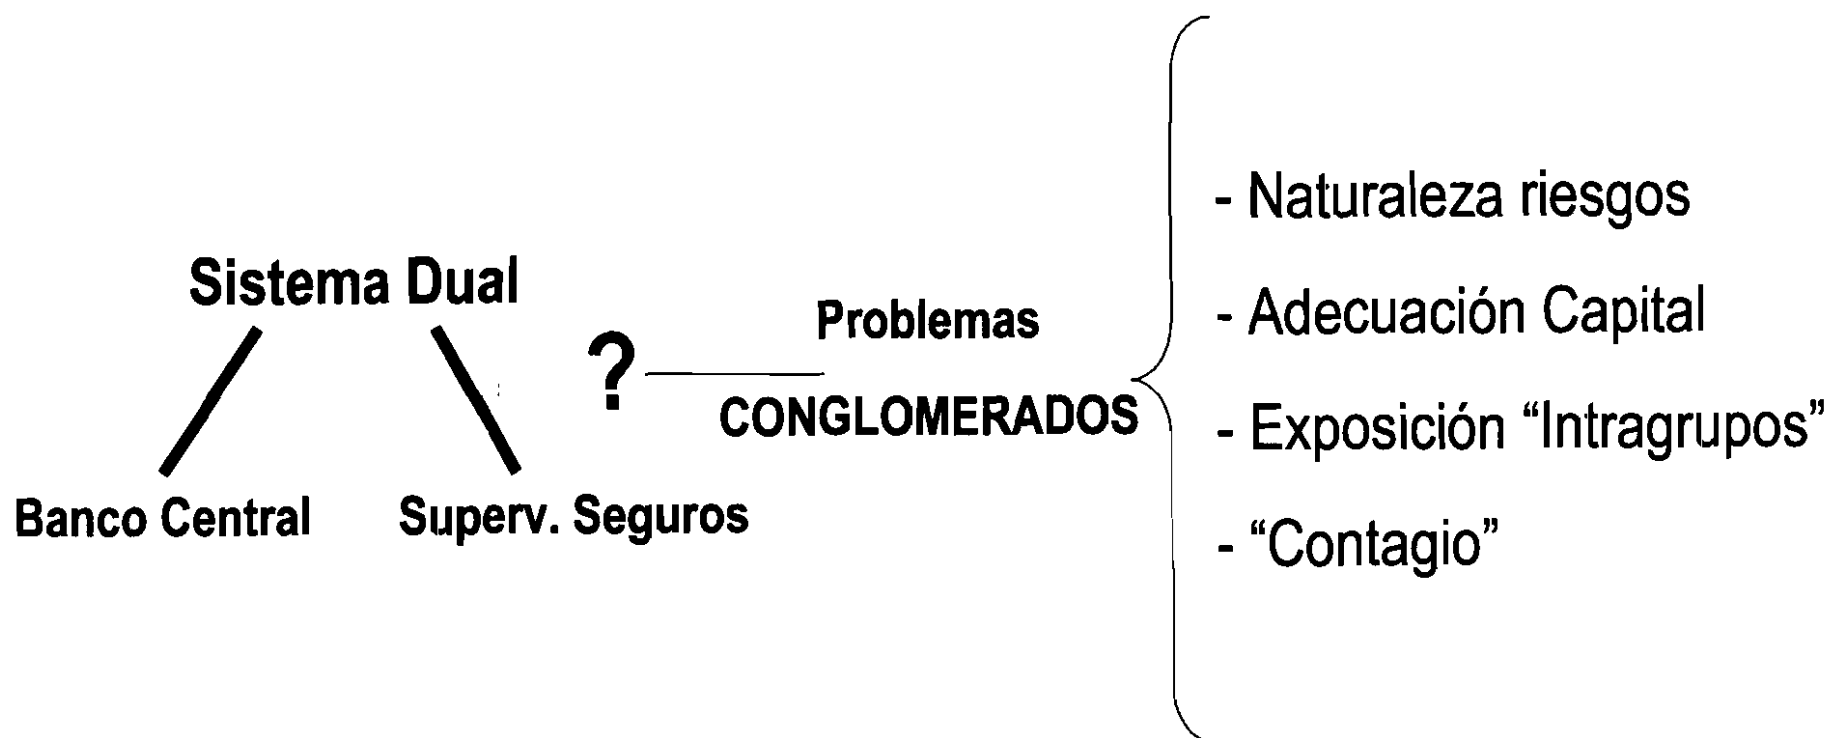 Sistema Dual
Banco Central
Superv. Seguros
?
Problemas
CONGLOMERADOS
- Naturaleza riesgos
- Adecuación Capital
- Exposición “Intragrupos”
- “Contagio”